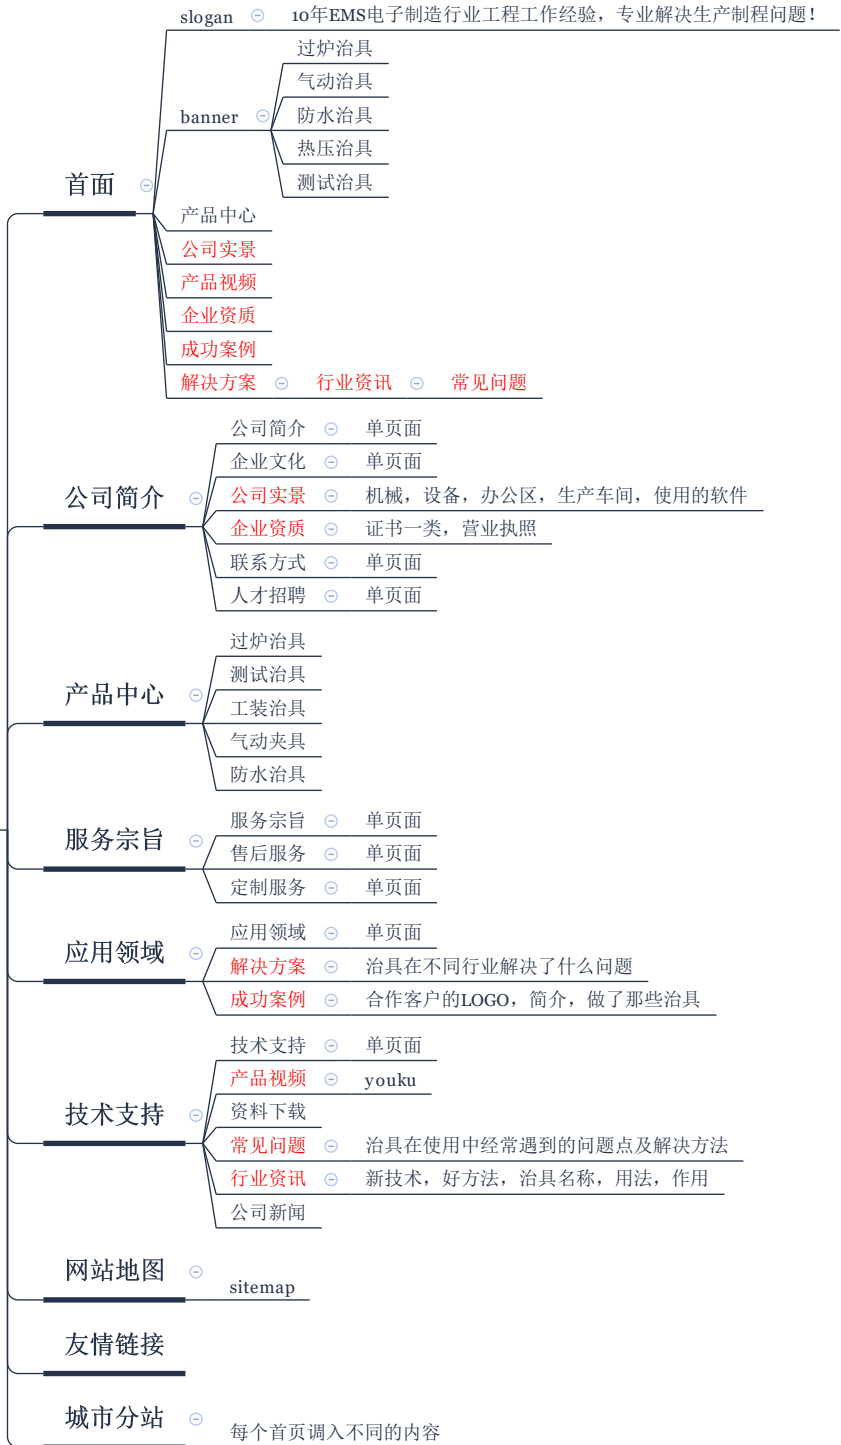 slogan 10年EMS电子制造行业工程工作经验，专业解决生产制程问题！
过炉治具
气动治具
banner 防水治具
热压治具
测试治具
首面
产品中心
公司实景
产品视频
企业资质
成功案例
解决方案 行业资讯 常见问题
公司简介 单页面
企业文化 单页面
公司简介
公司实景 机械，设备，办公区，生产车间，使用的软件
企业资质 证书一类，营业执照
联系方式 单页面
人才招聘 单页面
过炉治具
测试治具
产品中心
工装治具
气动夹具
防水治具
服务宗旨 单页面
服务宗旨
售后服务 单页面
定制服务 单页面
应用领域 单页面
应用领域
解决方案 治具在不同行业解决了什么问题
成功案例 合作客户的LOGO，简介，做了那些治具
技术支持 单页面
产品视频 youku
资料下载
技术支持
常见问题 治具在使用中经常遇到的问题点及解决方法
行业资讯 新技术，好方法，治具名称，用法，作用
公司新闻
网站地图
sitemap
友情链接
城市分站
每个首页调入不同的内容